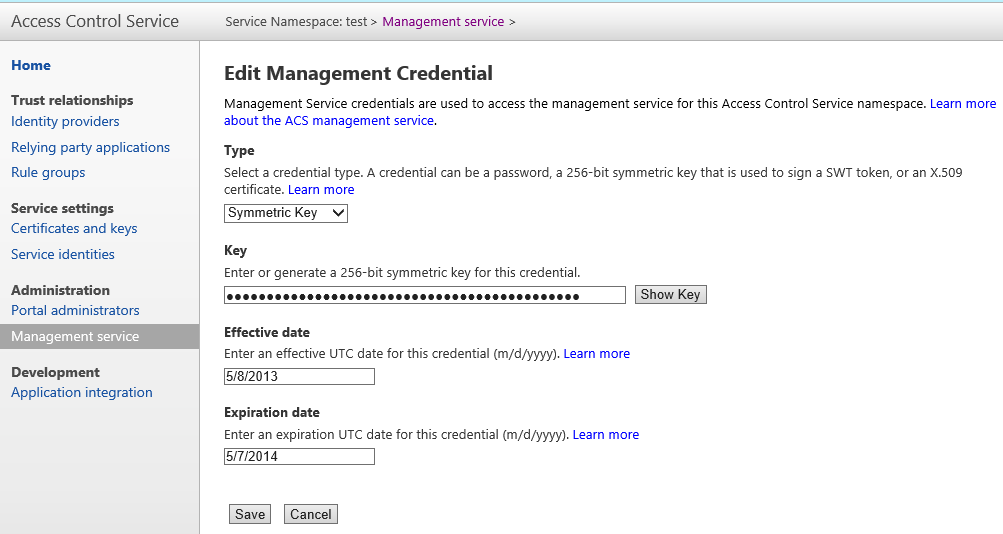 Access Control Service
Service Namespace: test > Management service >
Home
Trust relationships
Identity providers
Relying party applications
Rule groups
Service settings
Certificates and keys
Service identities
Administration
Portal administrators
Management service
Development
Application integration
Edit Management Credential
Management Service credentials are used to access the management service for this Access Control Service namespace. Learn more
about the ACS management service.
Type
Select a credential type. A credential can be a password, a 256-bit symmetric key that is used to sign a SWT token, or an X.509
certificate. Learn more
Symmetric Key
Key
Enter or generate a 256-bit symmetric key for this credential.
●●●●●●●●●●●●●●●●●●●●●●●●●●●●●●●●●●●●●●●●●●●● Show Key
Effective date
Enter an effective UTC date for this credential (m/d/yyyy). Learn more
5/8/2013
Expiration date
Enter an expiration UTC date for this credential (m/d/yyyy). Learn more
5/7/2014
Save Cancel